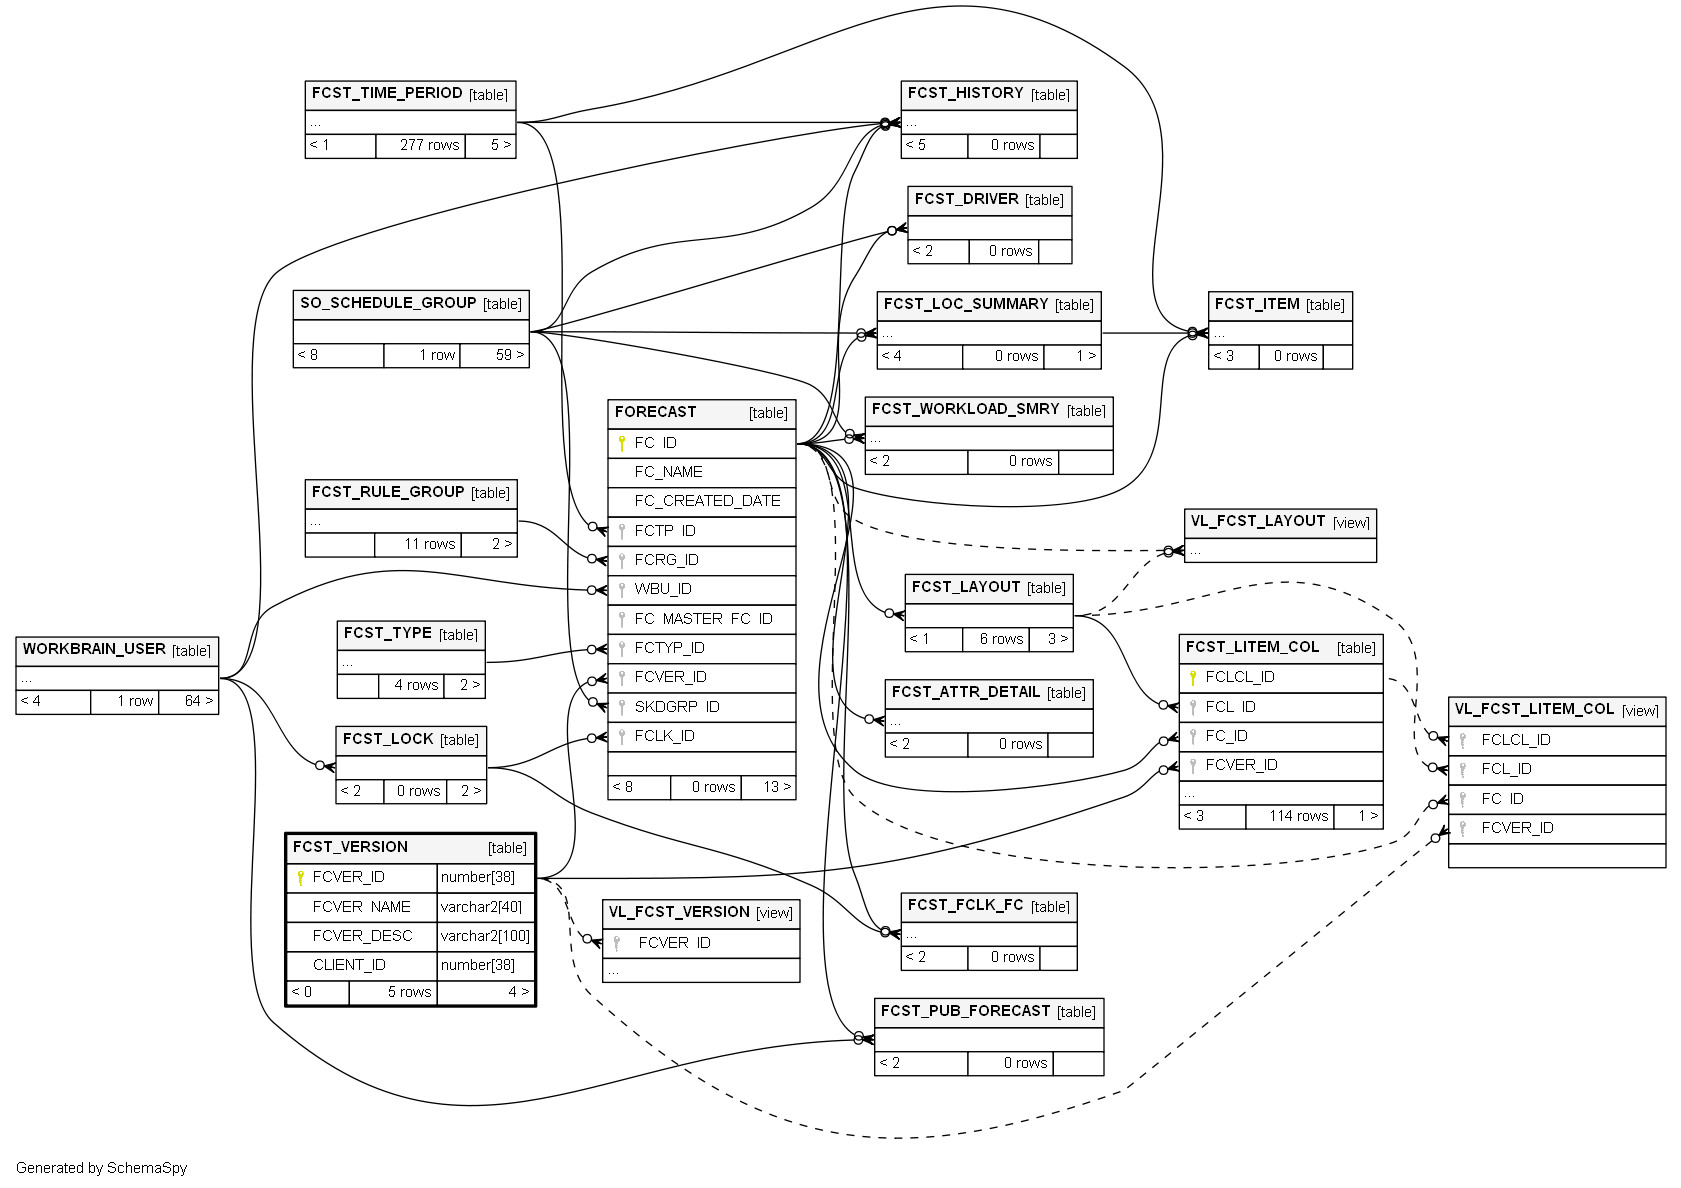 FCST_TIME_PERIOD [table]
...
< 1 277 rows 5 >
FCST_HISTORY [table]
...
< 5 0 rows
FCST_DRIVER [table]
< 2 0 rows
SO_SCHEDULE_GROUP [table]
< 8 1 row 59 >
FCST_LOC_SUMMARY [table]
...
< 4 0 rows 1 >
FCST_ITEM [table]
...
< 3 0 rows
FCST_WORKLOAD_SMRY [table]
...
< 2 0 rows
FORECAST [table]
FC_ID
FC_NAME
FC_CREATED_DATE
FCTP_ID
FCRG_ID
WBU_ID
FC_MASTER_FC_ID
FCTYP_ID
FCVER_ID
SKDGRP_ID
FCLK_ID
< 8 0 rows 13 >
FCST_RULE_GROUP [table]
...
11 rows 2 >
VL_FCST_LAYOUT [view]
...
FCST_LAYOUT [table]
< 1 6 rows 3 >
WORKBRAIN_USER [table]
...
< 4 1 row 64 >
FCST_TYPE [table]
...
4 rows 2 >
FCST_LITEM_COL [table]
FCLCL_ID
FCL_ID
FC_ID
FCVER_ID
...
< 3 114 rows 1 >
FCST_ATTR_DETAIL [table]
...
< 2 0 rows
VL_FCST_LITEM_COL [view]
FCLCL_ID
FCL_ID
FC_ID
FCVER_ID
FCST_LOCK [table]
< 2 0 rows 2 >
FCST_VERSION [table]
FCVER_ID number[38]
FCVER_NAME varchar2[40]
FCVER_DESC varchar2[100]
CLIENT_ID number[38]
< 0 5 rows 4 >
VL_FCST_VERSION [view]
FCVER_ID
...
FCST_FCLK_FC [table]
...
< 2 0 rows
FCST_PUB_FORECAST [table]
< 2 0 rows
Generated by SchemaSpy